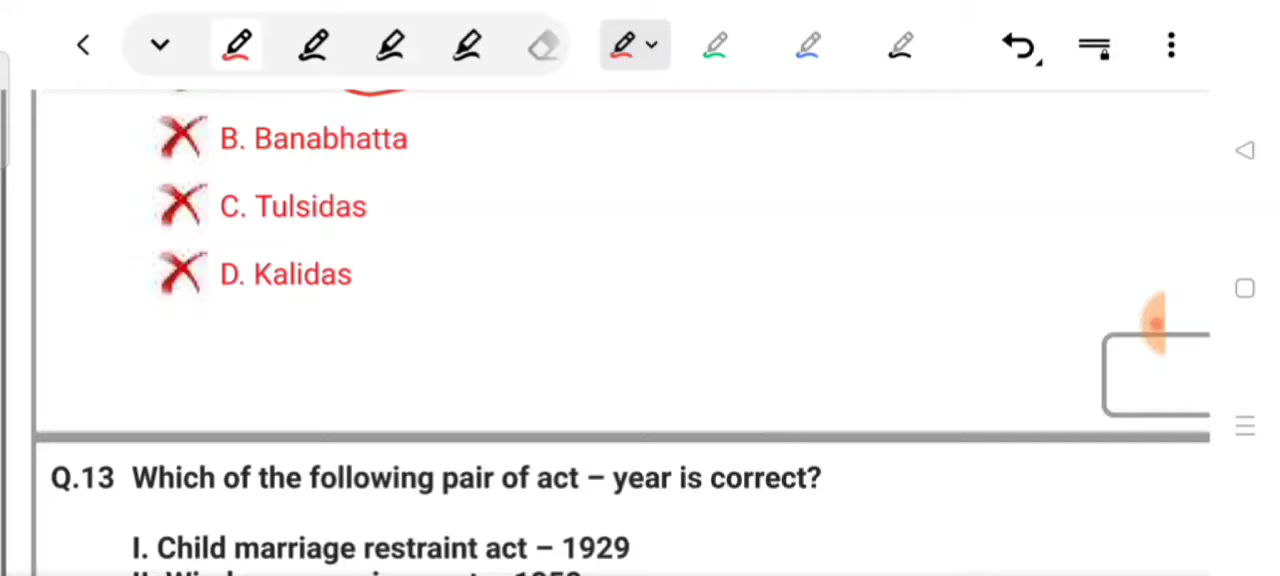 B. Banabhatta
C. Tulsidas
D. Kalidas
Q.13 Which of the following pair of act – year is correct?
I. Child marriage restraint act – 1929